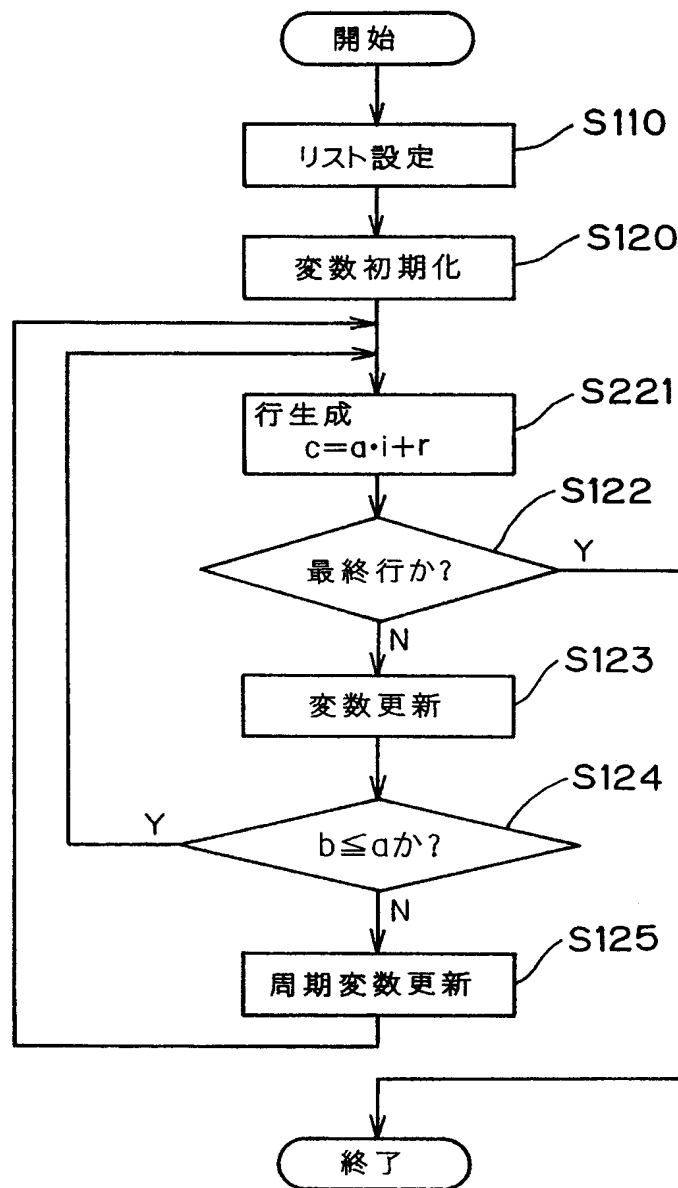 開始
S110
リスト設定
S120
変数初期化
S221
行生成
c=a・i+r
S122
最終行か?
Y
N
S123
変数更新
S124
b≦aか?
Y
N
S125
周期変数更新
終了